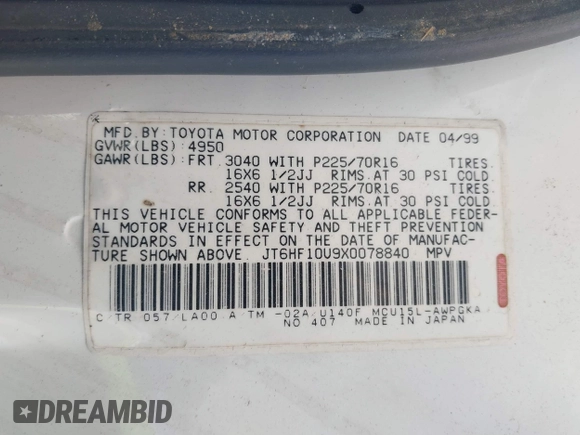 MFD. BY: TOYOTA MOTOR CORPORATION DATE 04/99
GVWR(LBS): 4950
GAWR(LBS): FRT. 3040 WITH P225/70R16 TIRES.
16X6 1/2JJ RIMS. AT 30 PSI COLD
RR. 2540 WITH P225/70R16 TIRES.
16X6 1/2JJ RIMS. AT 30 PSI COLD.
THIS VEHICLE CONFORMS TO ALL APPLICABLE FEDER-
AL MOTOR VEHICLE SAFETY AND THEFT PREVENTION
STANDARDS IN EFFECT ON THE DATE OF MANUFAC-
TURE SHOWN ABOVE. JT6HF10U9X0078840 MPV
TOYOTA
C/TR 057/LA00 A/TM -02A/U140F MCU15L-AWPGKA
NO 407 MADE IN JAPAN
DREAMBID